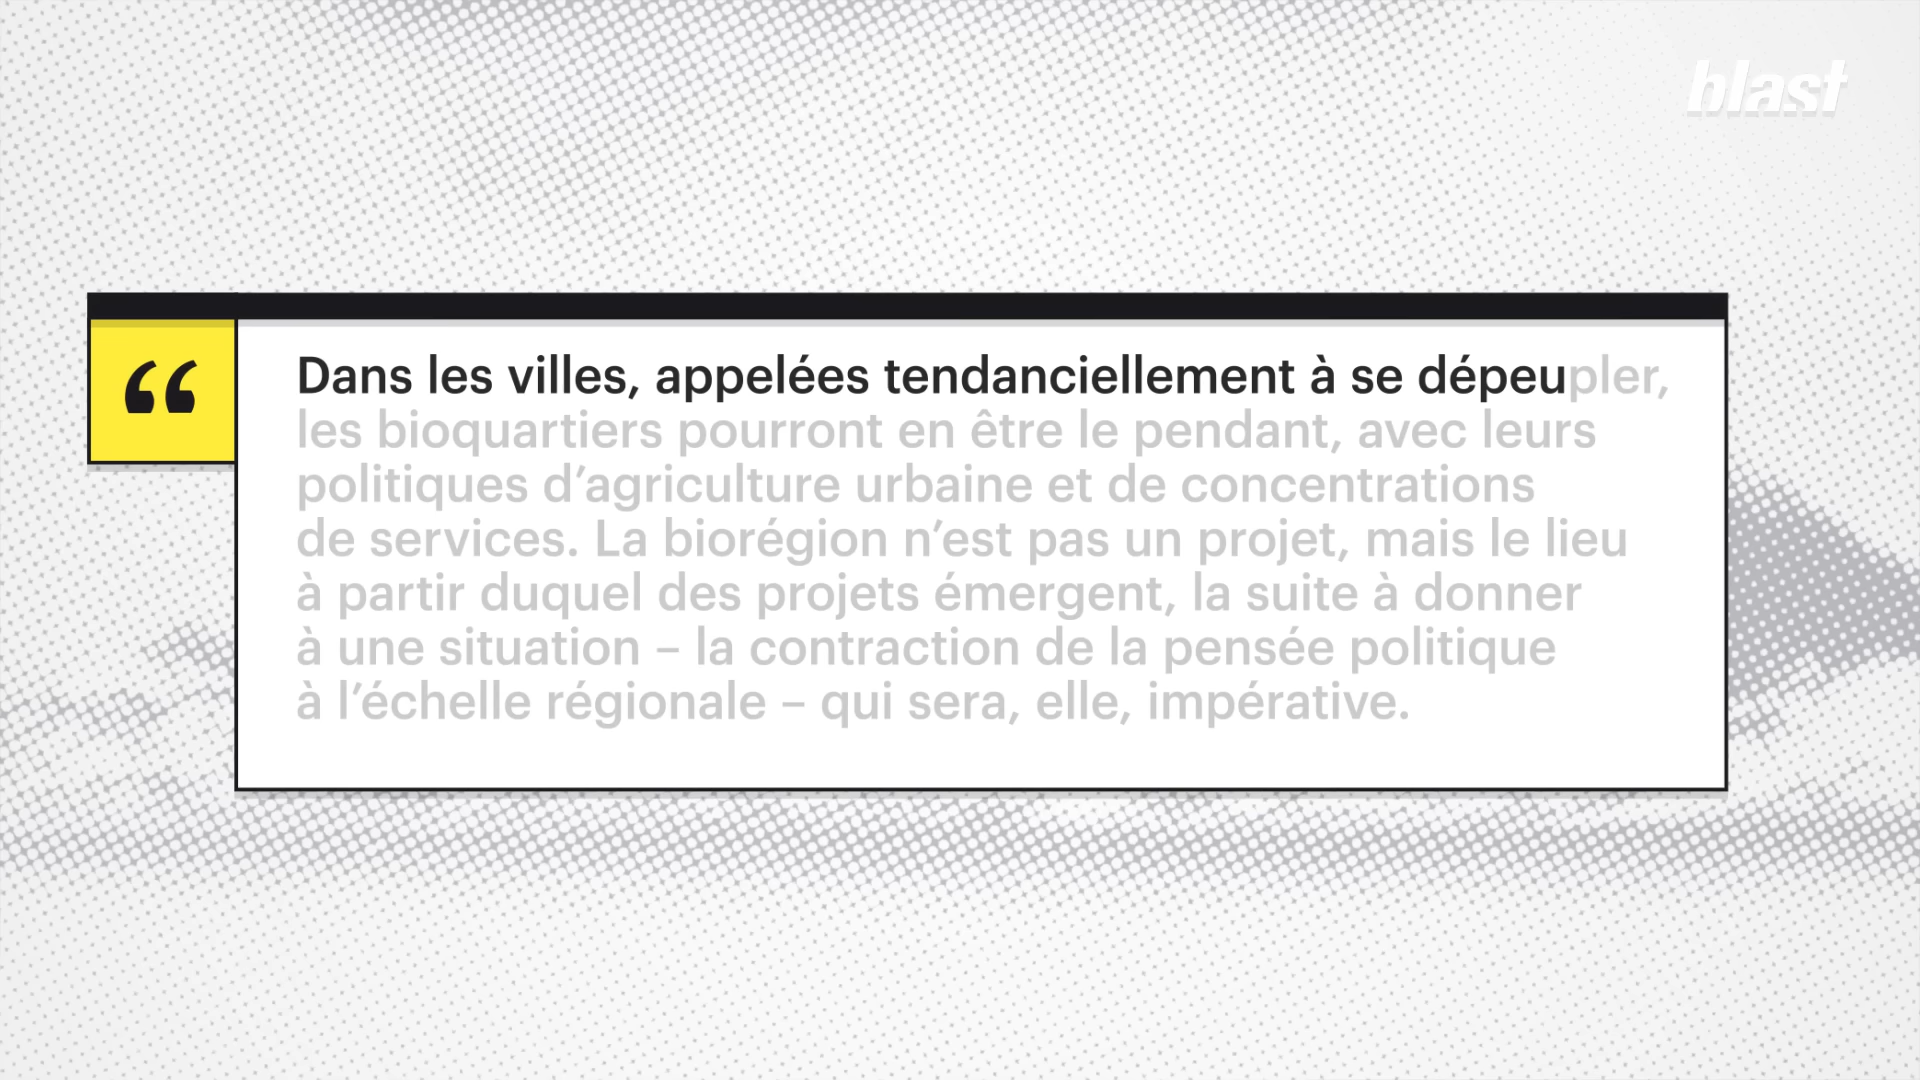 blast
“
Dans les villes, appelées tendanciellement à se dépeupler,
les bioquartiers pourront en être le pendant, avec leurs
politiques d’agriculture urbaine et de concentrations
de services. La biorégion n’est pas un projet, mais le lieu
à partir duquel des projets émergent, la suite à donner
à une situation – la contraction de la pensée politique
à l’échelle régionale – qui sera, elle, impérative.